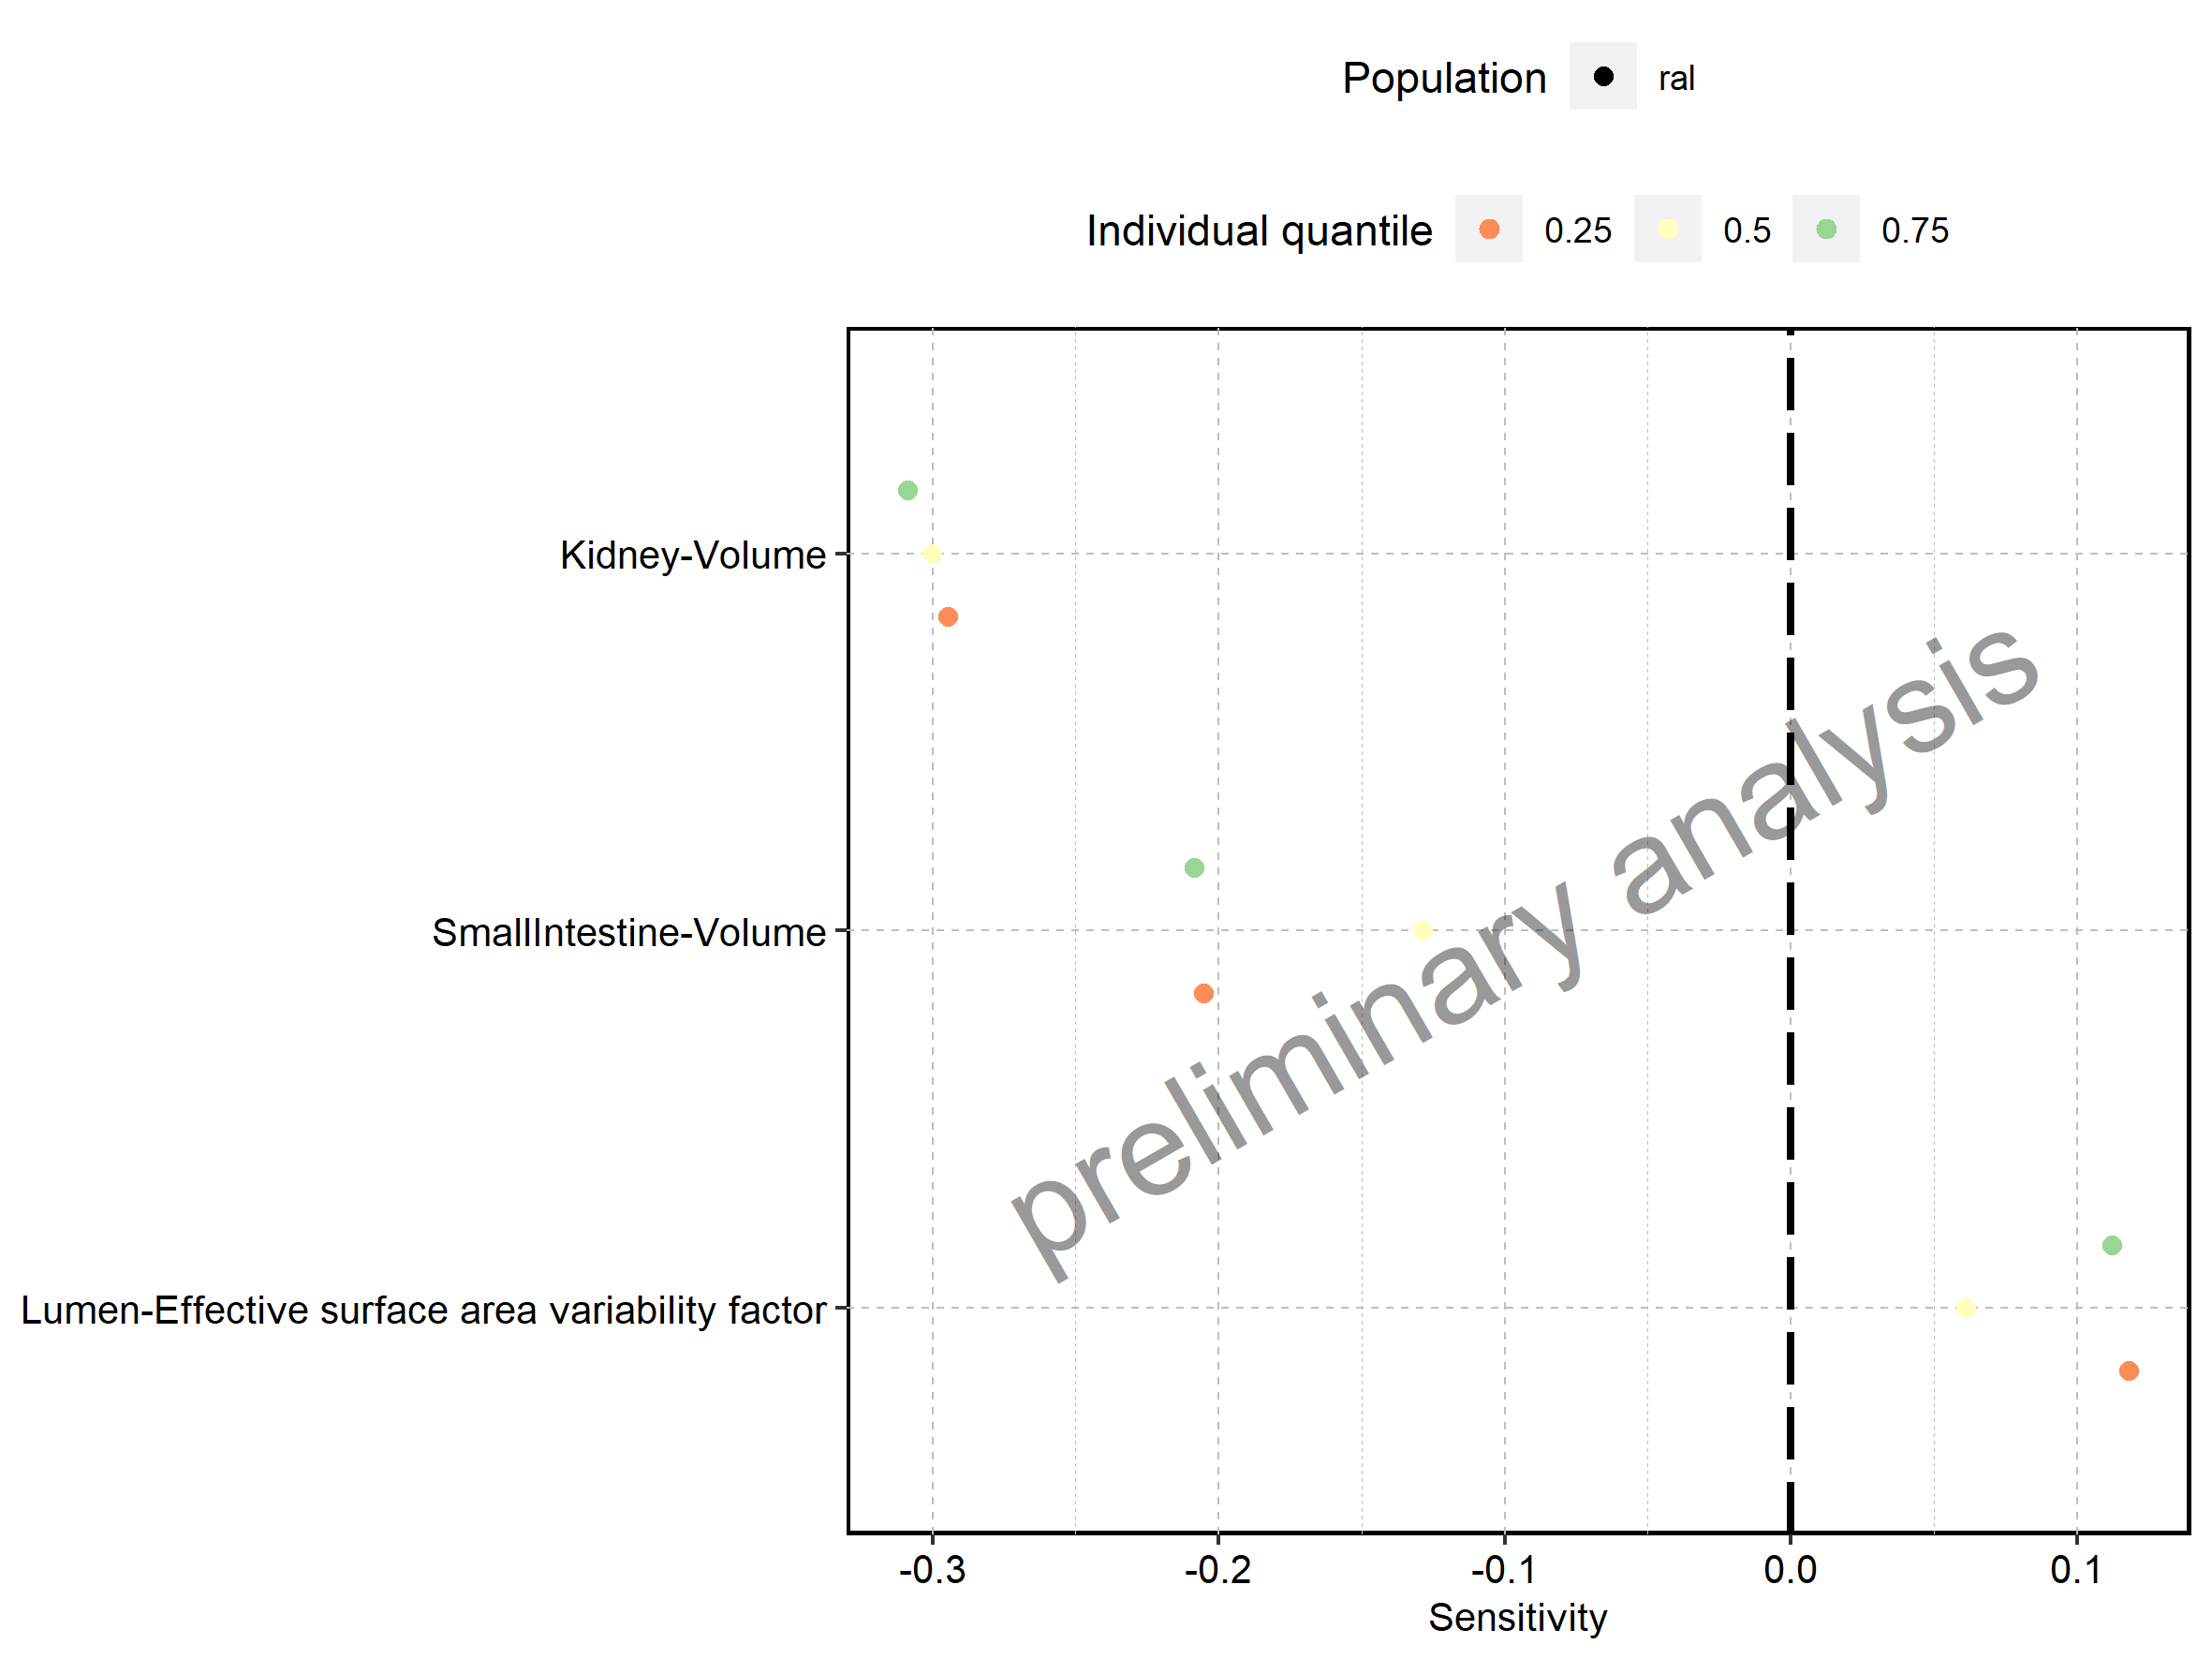 Population ral
Individual quantile 0.25 0.5 0.75
Kidney-Volume
SmallIntestine-Volume
Lumen-Effective surface area variability factor
preliminary analysis
-0.3 -0.2 -0.1 0.0 0.1
Sensitivity